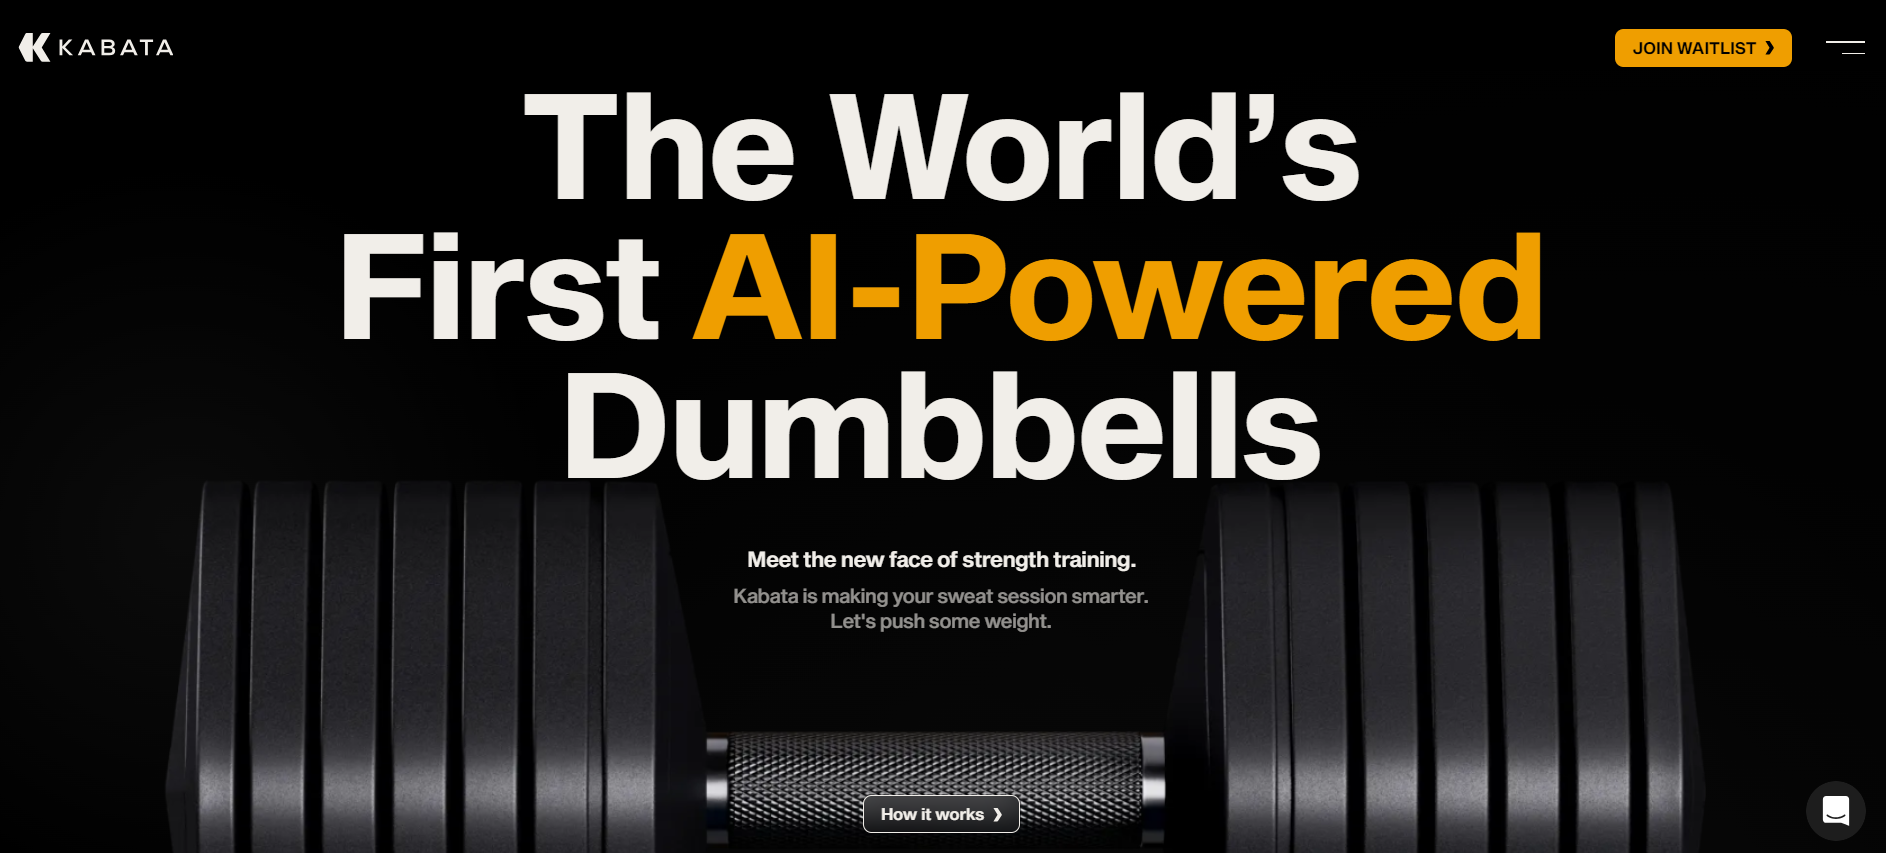 KABATA
JOIN WAITLIST
The World’s
First AI-Powered
Dumbbells
Meet the new face of strength training.
Kabata is making your sweat session smarter.
Let's push some weight.
How it works